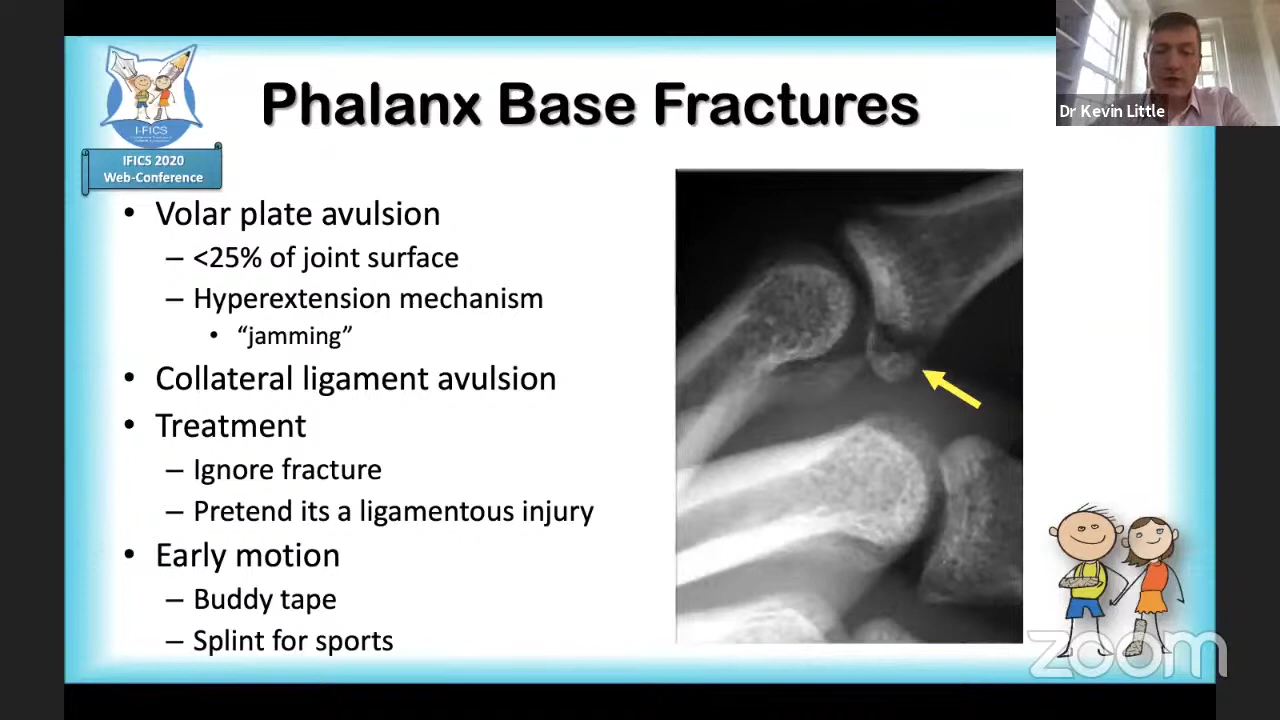 Phalanx Base Fractures
Dr Kevin Little
I-FICS
IFICS 2020
Web-Conference
• Volar plate avulsion
– <25% of joint surface
– Hyperextension mechanism
• “jamming”
• Collateral ligament avulsion
• Treatment
– Ignore fracture
– Pretend its a ligamentous injury
• Early motion
– Buddy tape
– Splint for sports
zoom